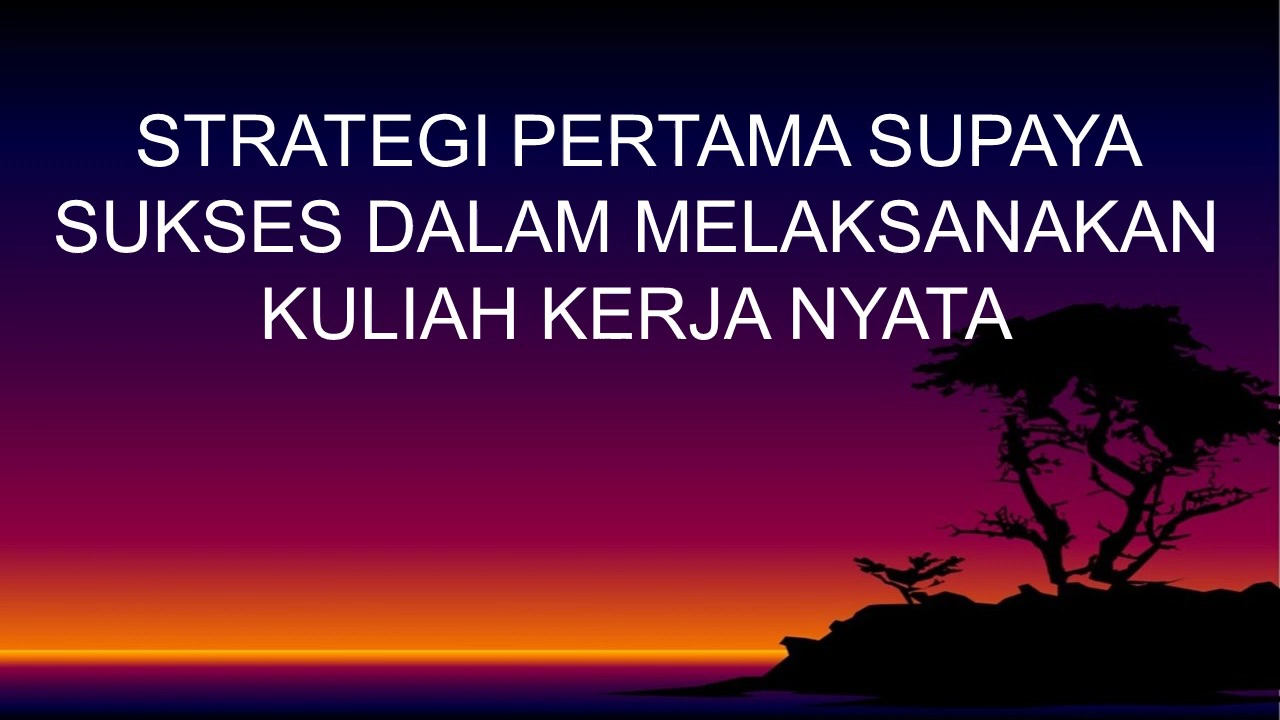 STRATEGI PERTAMA SUPAYA
SUKSES DALAM MELAKSANAKAN
KULIAH KERJA NYATA